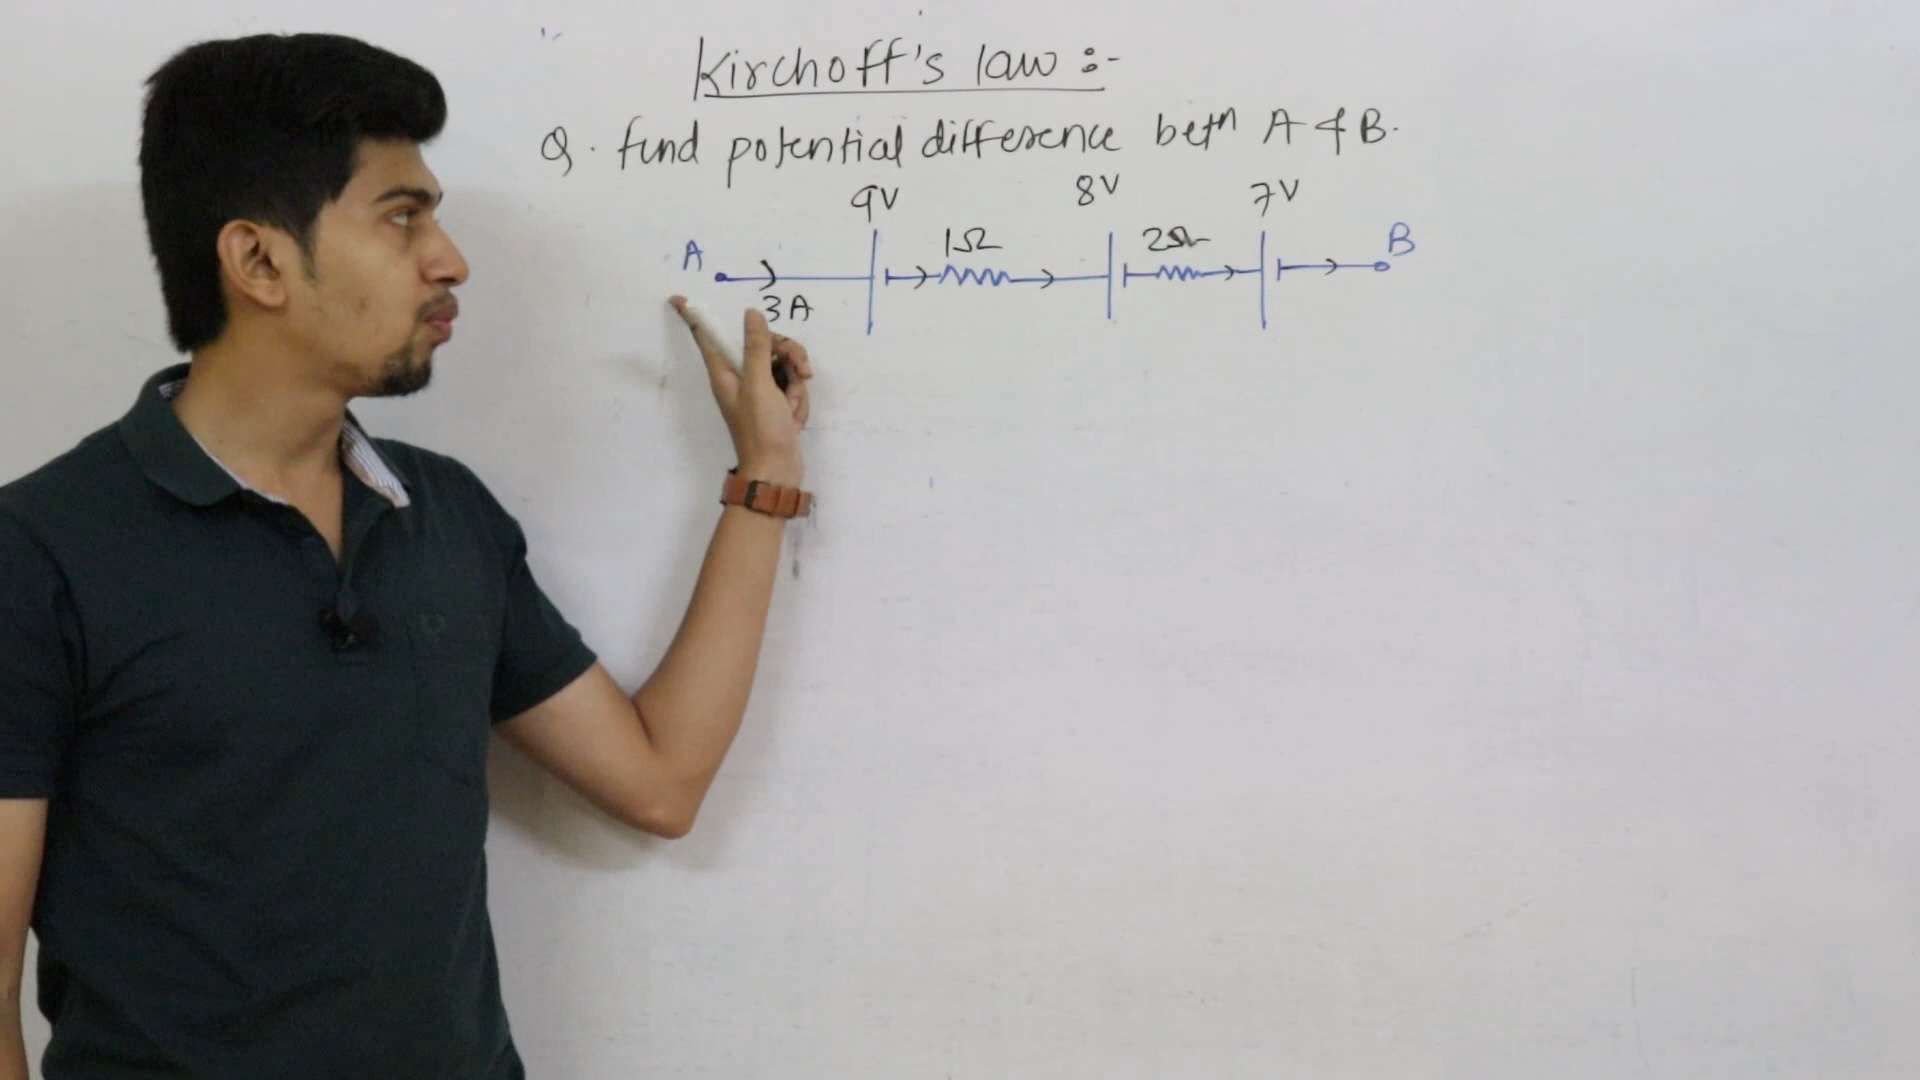 Kirchoff's law :-
Q. find potential difference betn A & B.
9V 8V 7V
A 1Ω 2Ω B
3A